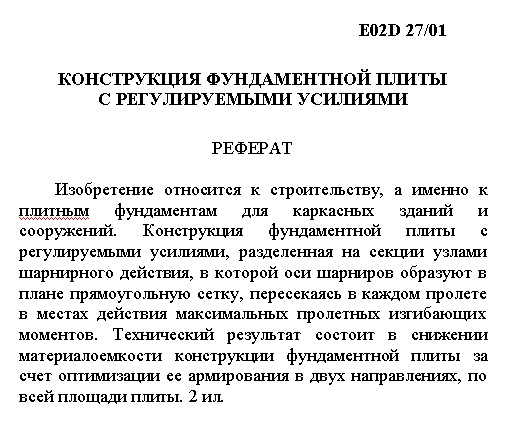 E02D 27/01
КОНСТРУКЦИЯ ФУНДАМЕНТНОЙ ПЛИТЫ
С РЕГУЛИРУЕМЫМИ УСИЛИЯМИ
РЕФЕРАТ
Изобретение относится к строительству, а именно к
плитным фундаментам для каркасных зданий и
сооружений. Конструкция фундаментной плиты с
регулируемыми усилиями, разделенная на секции узлами
шарнирного действия, в которой оси шарниров образуют в
плане прямоугольную сетку, пересекаясь в каждом пролете
в местах действия максимальных пролетных изгибающих
моментов. Технический результат состоит в снижении
материалоемкости конструкции фундаментной плиты за
счет оптимизации ее армирования в двух направлениях, по
всей площади плиты. 2 ил.